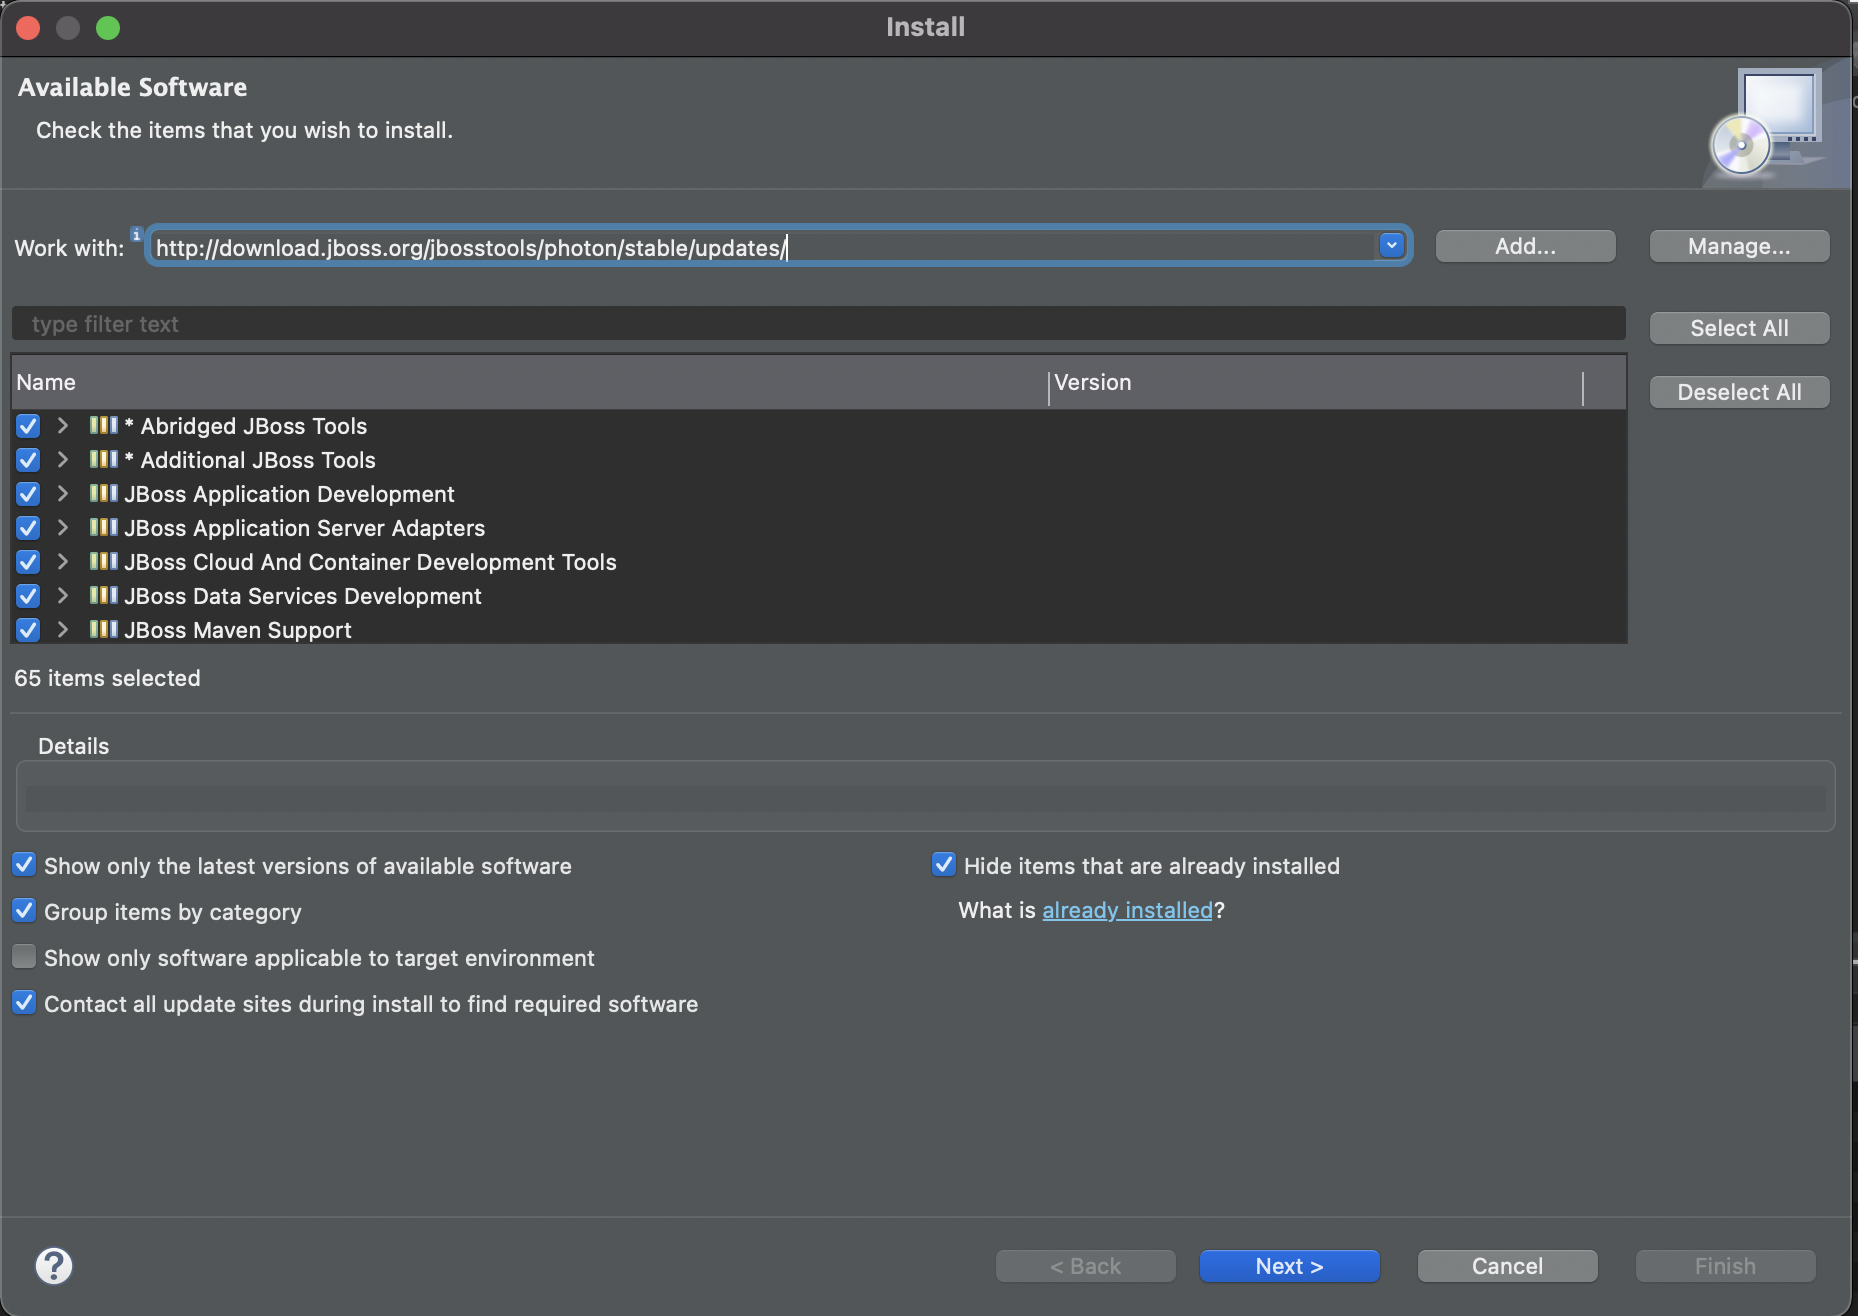 Install
Available Software
Check the items that you wish to install.
Work with: http://download.jboss.org/jbosstools/photon/stable/updates/ Add... Manage...
type filter text Select All
Name Version Deselect All
* Abridged JBoss Tools
* Additional JBoss Tools
JBoss Application Development
JBoss Application Server Adapters
JBoss Cloud And Container Development Tools
JBoss Data Services Development
JBoss Maven Support
65 items selected
Details
Show only the latest versions of available software Hide items that are already installed
Group items by category What is already installed?
Show only software applicable to target environment
Contact all update sites during install to find required software
? < Back Next > Cancel Finish